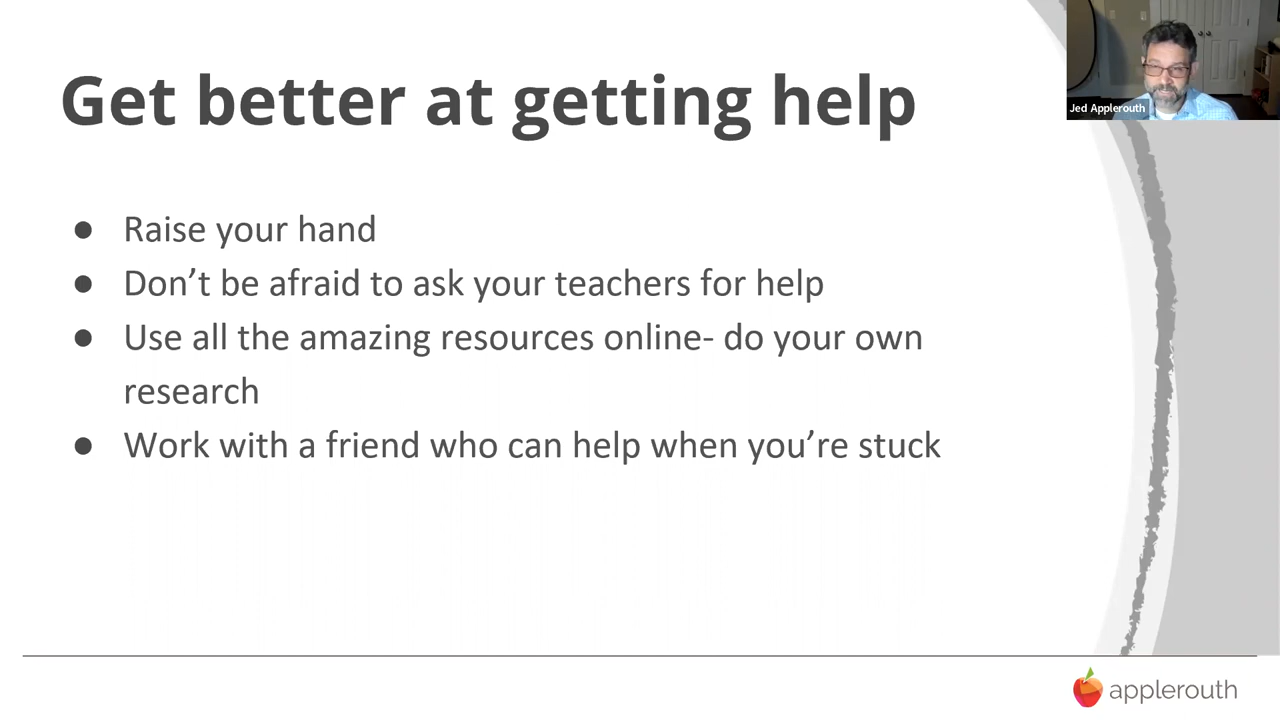 Get better at getting help
Jed Applerouth
● Raise your hand
● Don’t be afraid to ask your teachers for help
● Use all the amazing resources online- do your own
research
● Work with a friend who can help when you’re stuck
applerouth